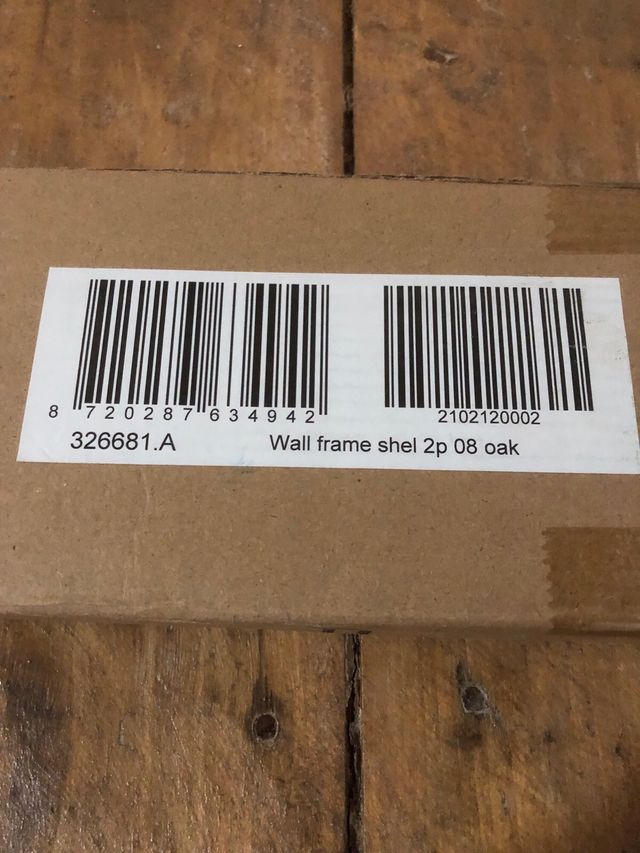 8 720287 634942
2102120002
326681.A
Wall frame shel 2p 08 oak